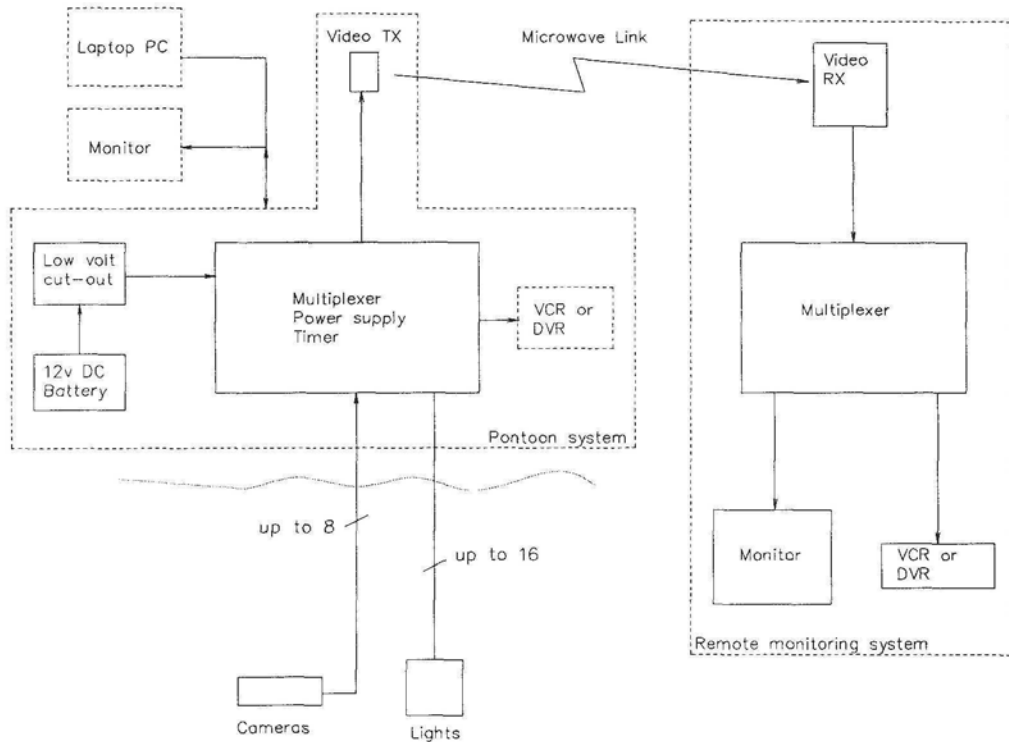 Laptop PC
Monitor
Video TX
Microwave Link
Video
RX
Low volt
cut-out
12v DC
Battery
Multiplexer
Power supply
Timer
VCR or
DVR
Pontoon system
Multiplexer
up to 8
up to 16
Monitor
VCR or
DVR
Remote monitoring system
Cameras
Lights